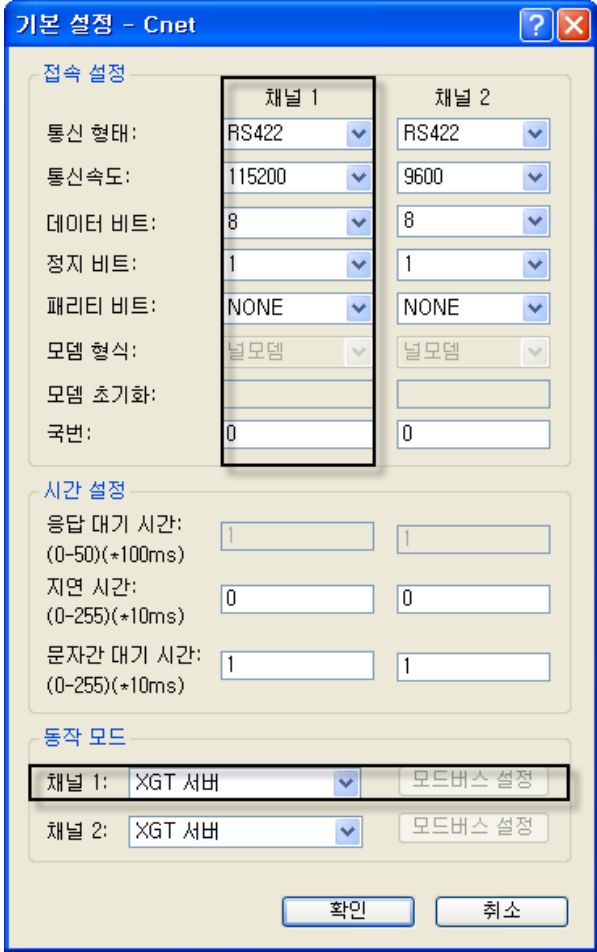 기본 설정 - Cnet
접속 설정
채널 1 채널 2
통신 형태: RS422 RS422
통신속도: 115200 9600
데이터 비트: 8 8
정지 비트: 1 1
패리티 비트: NONE NONE
모뎀 형식: 널모뎀 널모뎀
모뎀 초기화:
국번: 0 0
시간 설정
응답 대기 시간: 1 1
(0-50)(*100ms)
지연 시간: 0 0
(0-255)(*10ms)
문자간 대기 시간: 1 1
(0-255)(*10ms)
동작 모드
채널 1: XGT 서버 모드버스 설정
채널 2: XGT 서버 모드버스 설정
확인 취소